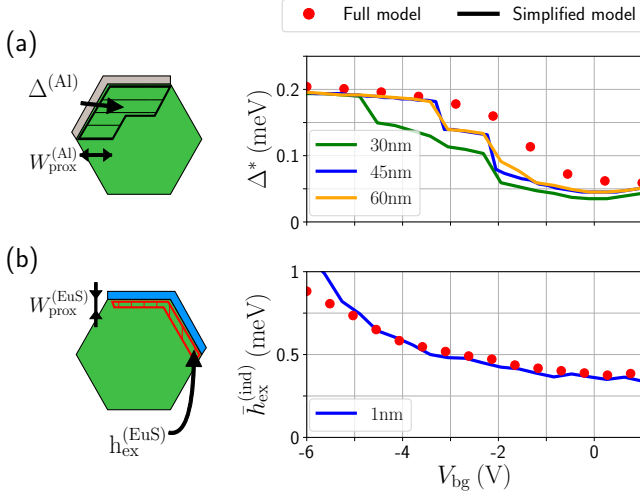 Full model
Simplified model
(a)
Δ^(Al)
W_prox^(Al)
0.2
0.1
0
Δ* (meV)
30nm
45nm
60nm
(b)
W_prox^(EuS)
h_ex^(EuS)
1
0.5
0
h̄_ex^(ind) (meV)
1nm
-6
-4
-2
0
V_bg (V)